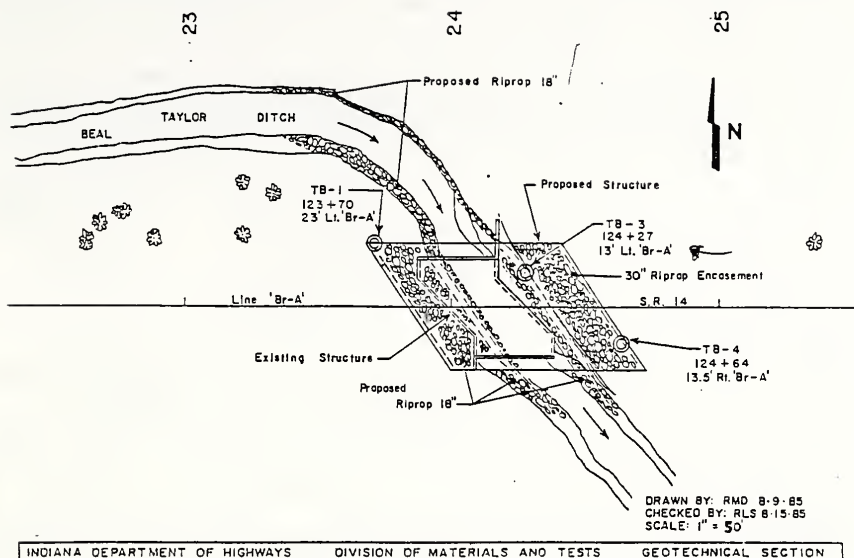 23
24
25
Proposed Riprap 18"
BEAL TAYLOR DITCH
N
TB-1
123+70
23' Lt. 'Br-A'
Proposed Structure
TB-3
124+27
13' Lt. 'Br-A'
30" Riprap Encasement
Line 'Br-A'
S.R. 14
Existing Structure
TB-4
124+64
13.5' Rt. 'Br-A'
Proposed
Riprap 18"
DRAWN BY: RMD 8-9-85
CHECKED BY: RLS 8-15-85
SCALE: 1" = 50'
INDIANA DEPARTMENT OF HIGHWAYS DIVISION OF MATERIALS AND TESTS GEOTECHNICAL SECTION